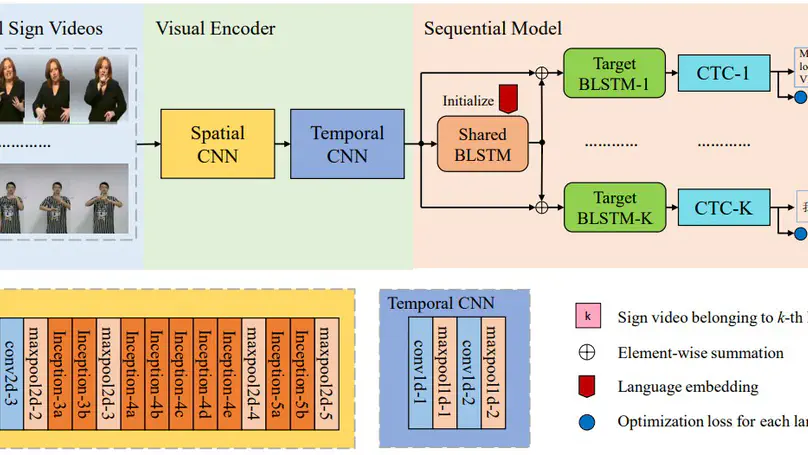 l Sign Videos
Visual Encoder
Sequential Model
Spatial
CNN
Temporal
CNN
Initialize
Shared
BLSTM
Target
BLSTM-1
CTC-1
............
............
............
Target
BLSTM-K
CTC-K
conv2d-3
maxpool2d-2
Inception-3a
Inception-3b
maxpool2d-3
Inception-4a
Inception-4b
Inception-4c
Inception-4d
Inception-4e
maxpool2d-4
Inception-5a
Inception-5b
maxpool2d-5
Temporal CNN
conv1d-1
maxpool1d-1
conv1d-2
maxpool1d-2
k
Sign video belonging to k-th
Element-wise summation
Language embedding
Optimization loss for each lan